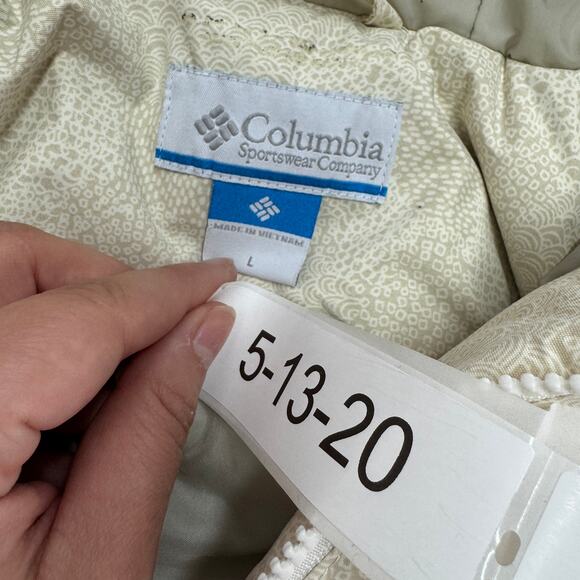 Columbia
Sportswear Company
MADE IN VIETNAM
L
5-13-20